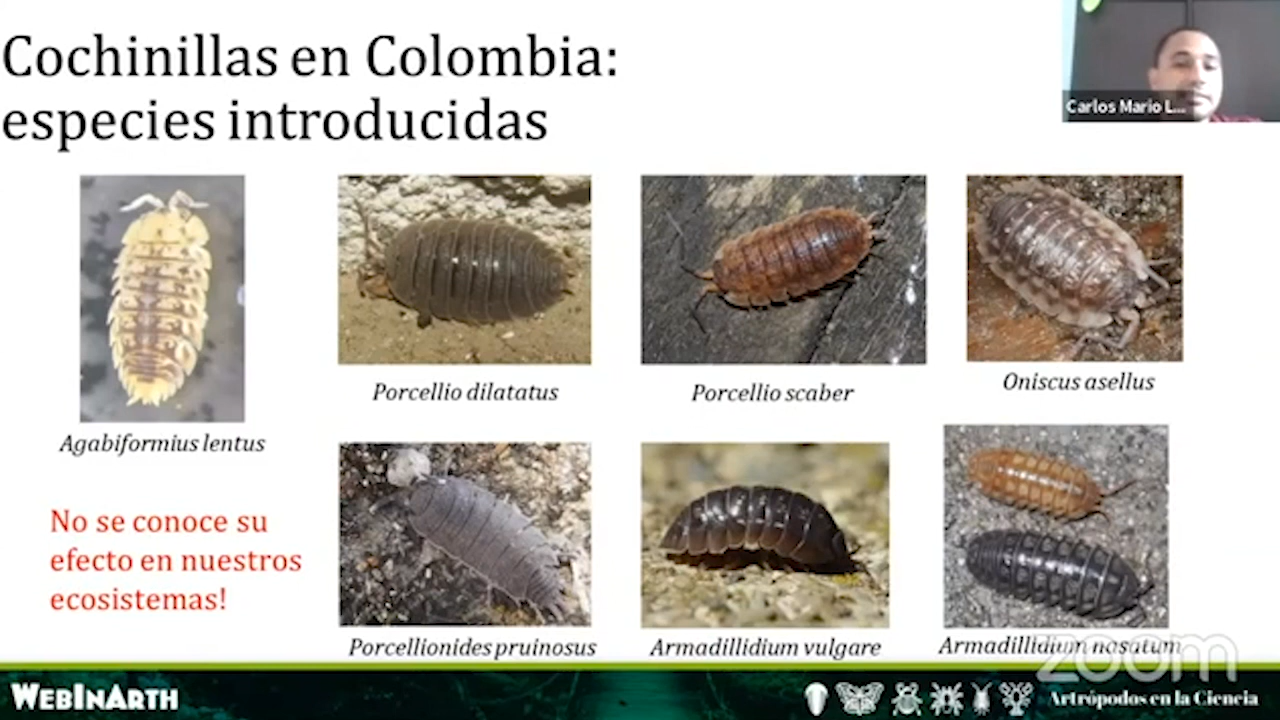 Cochinillas en Colombia:
especies introducidas
Carlos Mario L...
Agabiformius lentus
Porcellio dilatatus
Porcellio scaber
Oniscus asellus
No se conoce su
efecto en nuestros
ecosistemas!
Porcellionides pruinosus
Armadillidium vulgare
Armadillidium nasatum
zoom
WEBINARTH
Artrópodos en la Ciencia